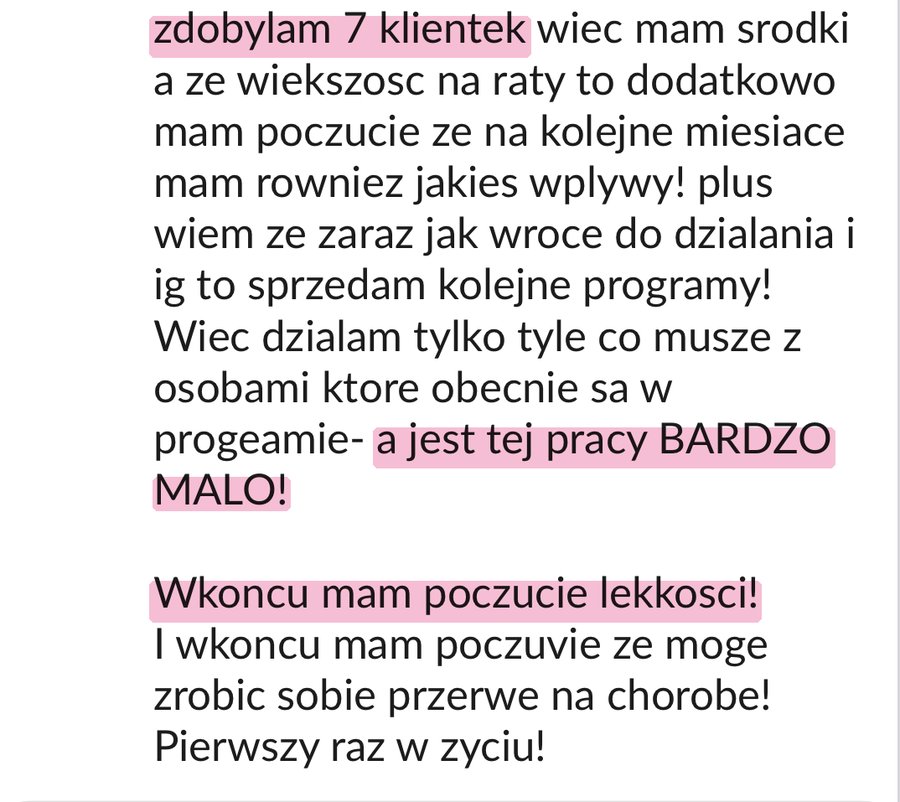 zdobylam 7 klientek wiec mam srodki
a ze wiekszosc na raty to dodatkowo
mam poczucie ze na kolejne miesiace
mam rowniez jakies wplywy! plus
wiem ze zaraz jak wroce do dzialania i
ig to sprzedam kolejne programy!
Wiec dzialam tylko tyle co musze z
osobami ktore obecnie sa w
progeamie- a jest tej pracy BARDZO
MALO!
Wkoncu mam poczucie lekkosci!
I wkoncu mam poczuvie ze moge
zrobic sobie przerwe na chorobe!
Pierwszy raz w zyciu!